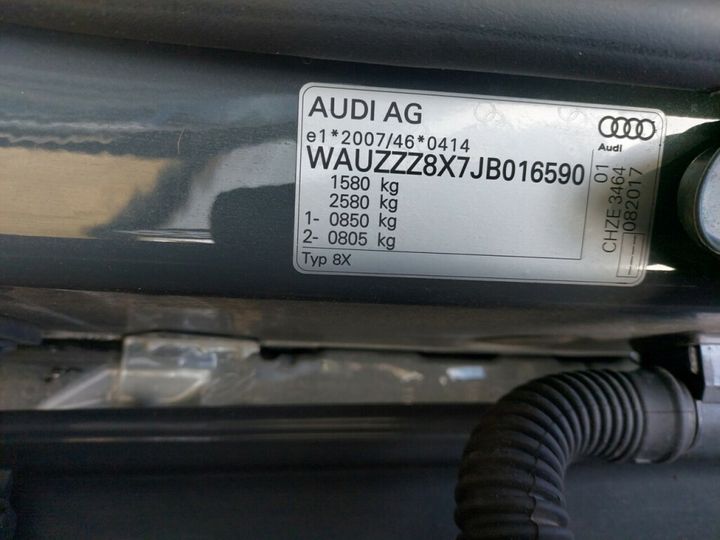 AUDI AG
e1*2007/46*0414
WAUZZZ8X7JB016590
1580 kg
2580 kg
1- 0850 kg
2- 0805 kg
Typ 8X
Audi
01
CHZE 3464
---082017